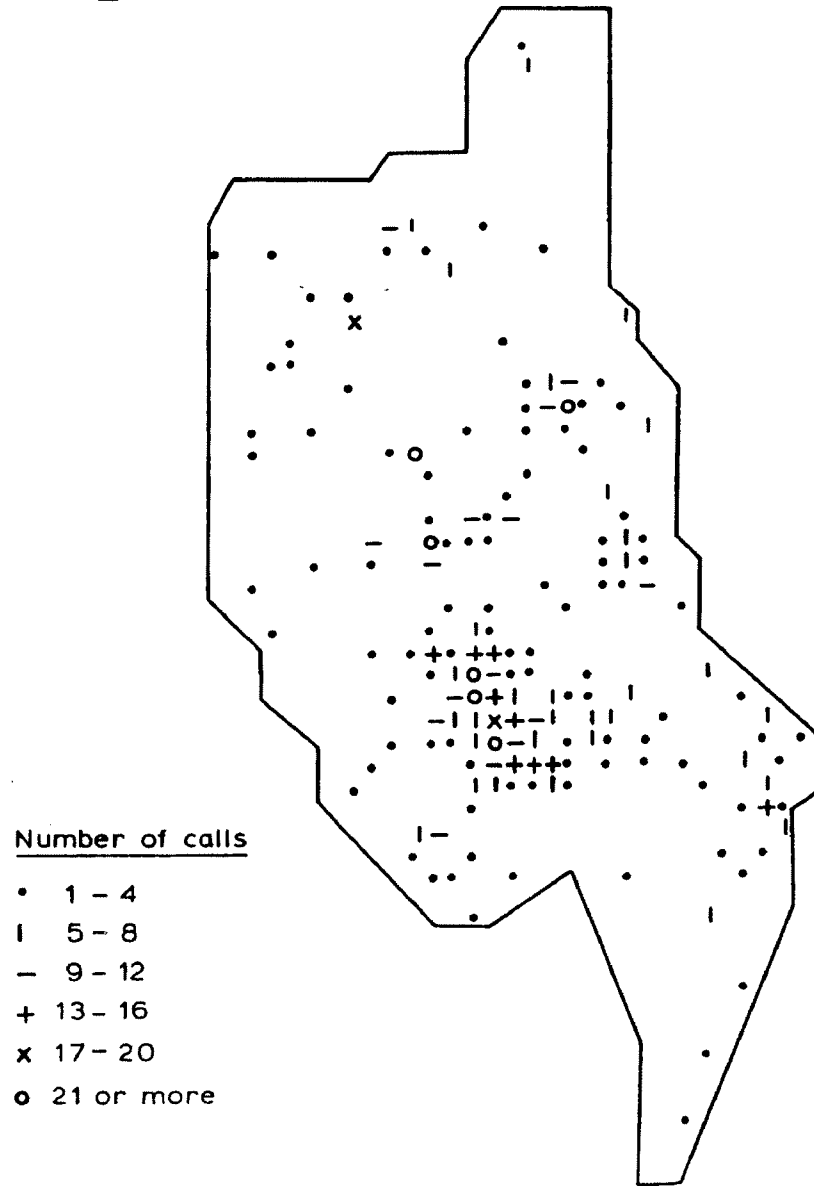 Number of calls
• 1 – 4
| 5 – 8
– 9 – 12
+ 13 – 16
x 17 – 20
o 21 or more